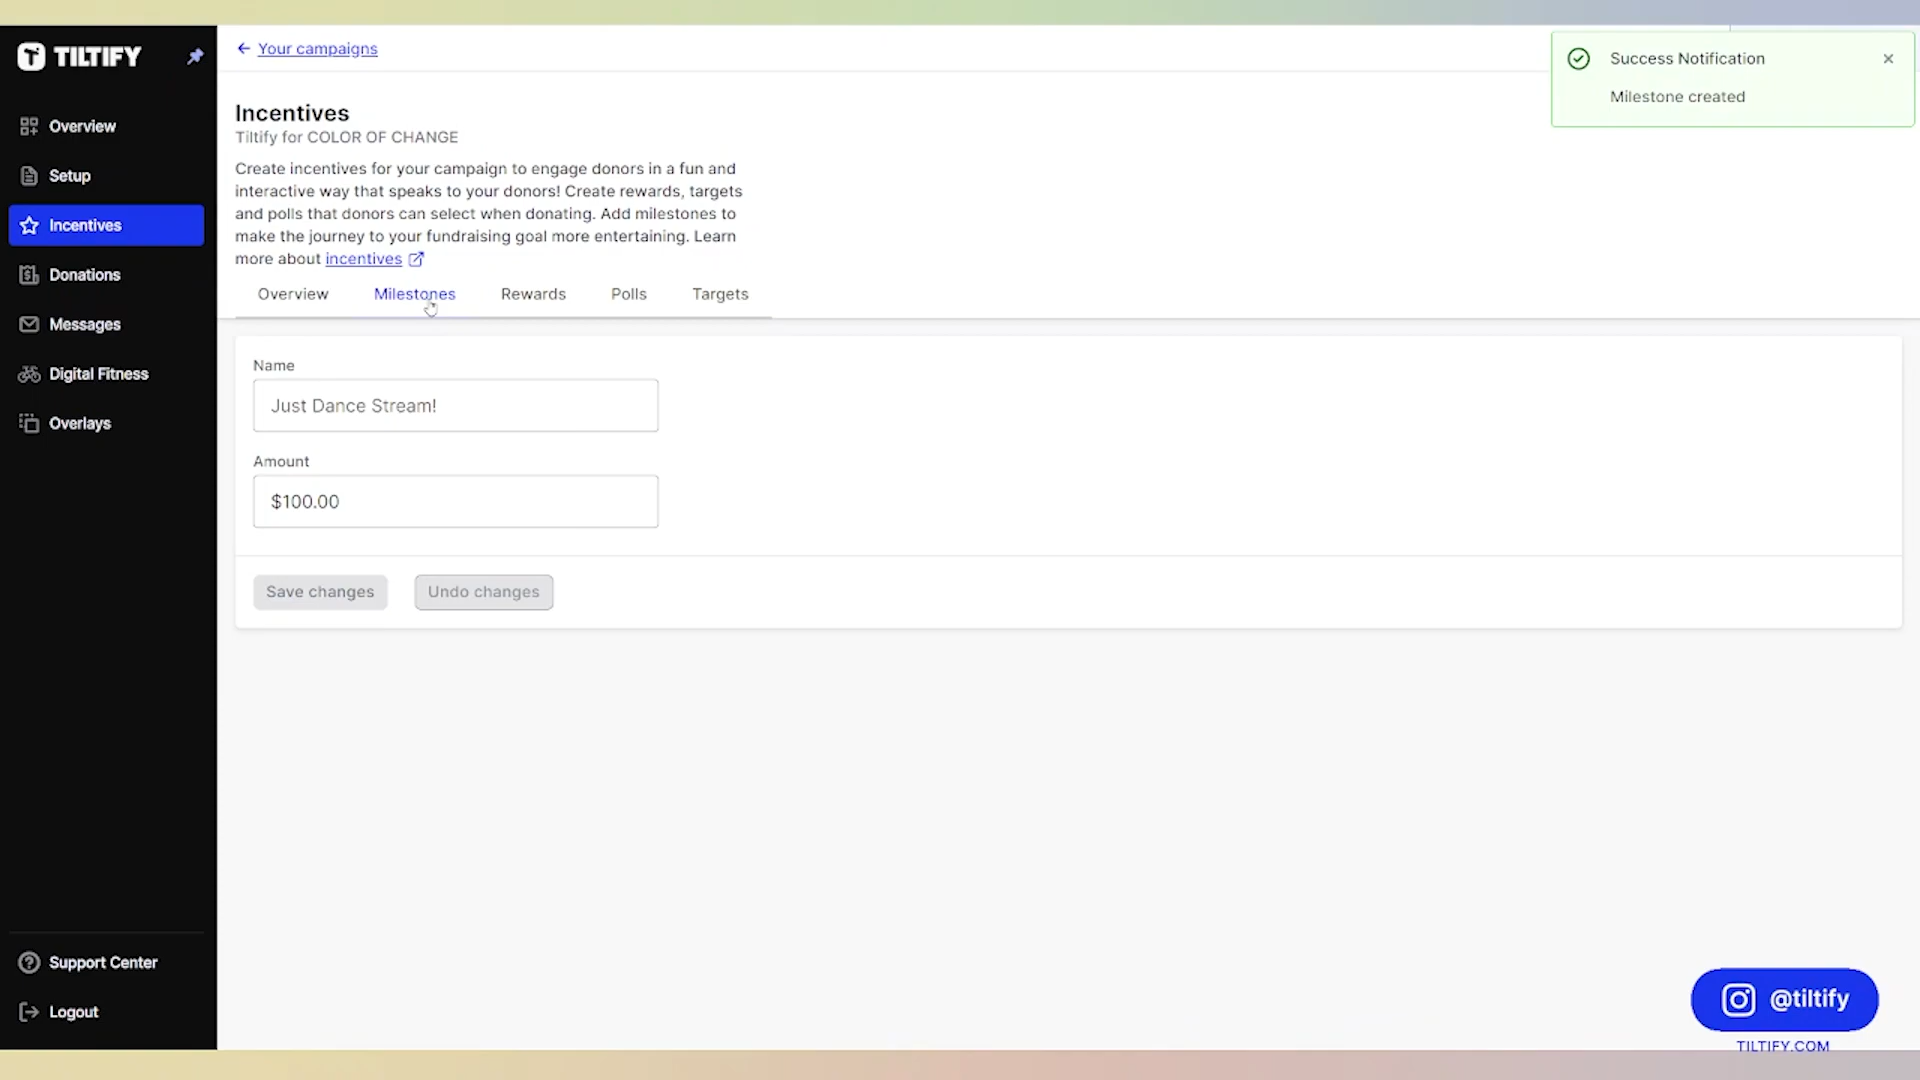 TILTIFY
Overview
Setup
Incentives
Donations
Messages
Digital Fitness
Overlays
Support Center
Logout
Your campaigns
Incentives
Tiltify for COLOR OF CHANGE
Create incentives for your campaign to engage donors in a fun and
interactive way that speaks to your donors! Create rewards, targets
and polls that donors can select when donating. Add milestones to
make the journey to your fundraising goal more entertaining. Learn
more about incentives
Overview Milestones Rewards Polls Targets
Name
Just Dance Stream!
Amount
$100.00
Save changes Undo changes
Success Notification
Milestone created
@tiltify
TILTIFY.COM